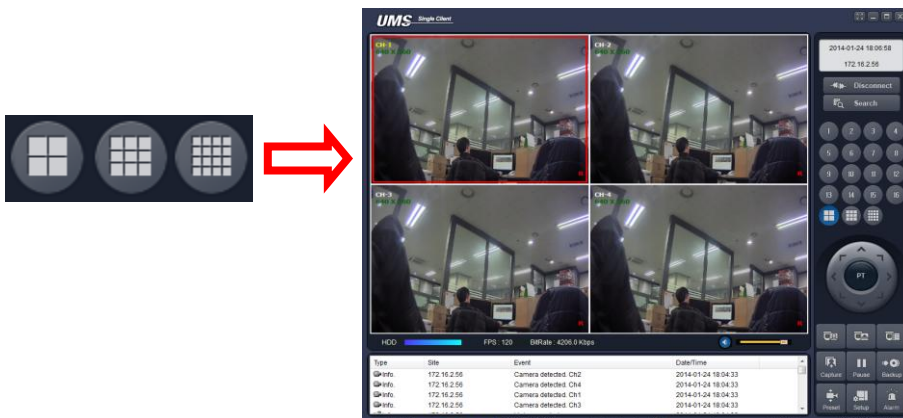 UMS Single Client
CH-1
CH-2
2014-01-24 18:06:58
172.16.2.56
Disconnect
Search
1 2 3 4
5 6 7 8
9 10 11 12
13 14 15 16
CH-3
CH-4
PT
HDD FPS : 120 BitRate : 4206.0 Kbps
Type Site Event Date/Time
Info. 172.16.2.56 Camera detected. Ch2 2014-01-24 18:04:33
Info. 172.16.2.56 Camera detected. Ch4 2014-01-24 18:04:33
Info. 172.16.2.56 Camera detected. Ch1 2014-01-24 18:04:33
Info. 172.16.2.56 Camera detected. Ch3 2014-01-24 18:04:33
Capture Pause Backup
Preset Setup Alarm